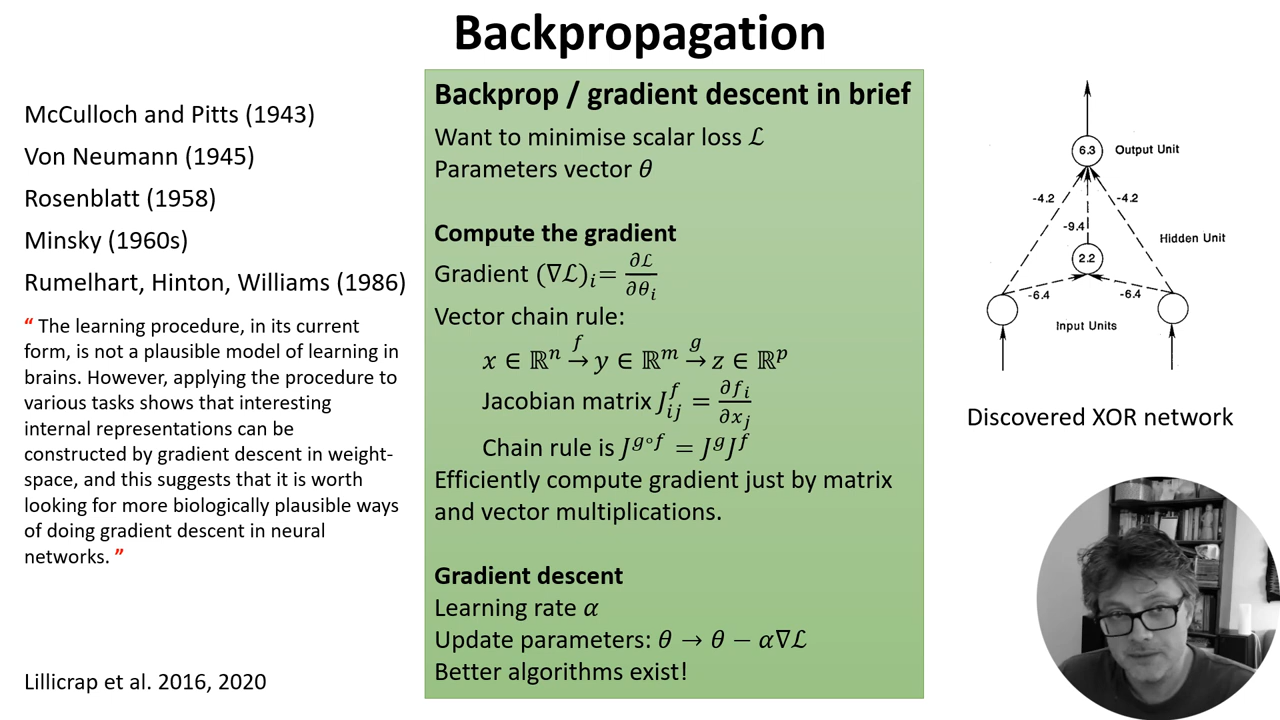 Backpropagation
McCulloch and Pitts (1943)
Von Neumann (1945)
Rosenblatt (1958)
Minsky (1960s)
Rumelhart, Hinton, Williams (1986)
“ The learning procedure, in its current
form, is not a plausible model of learning in
brains. However, applying the procedure to
various tasks shows that interesting
internal representations can be
constructed by gradient descent in weight-
space, and this suggests that it is worth
looking for more biologically plausible ways
of doing gradient descent in neural
networks. ”
Lillicrap et al. 2016, 2020
Backprop / gradient descent in brief
Want to minimise scalar loss ℒ
Parameters vector θ
Compute the gradient
Gradient (∇ℒ)ᵢ = ∂ℒ/∂θᵢ
Vector chain rule:
x ∈ ℝⁿ →f y ∈ ℝᵐ →g z ∈ ℝᵖ
Jacobian matrix J^f_ij = ∂fᵢ/∂xⱼ
Chain rule is J^g∘f = J^g J^f
Efficiently compute gradient just by matrix
and vector multiplications.
Gradient descent
Learning rate α
Update parameters: θ → θ − α∇ℒ
Better algorithms exist!
6.3
Output Unit
-4.2
-4.2
-9.4
Hidden Unit
2.2
-6.4
-6.4
Input Units
Discovered XOR network